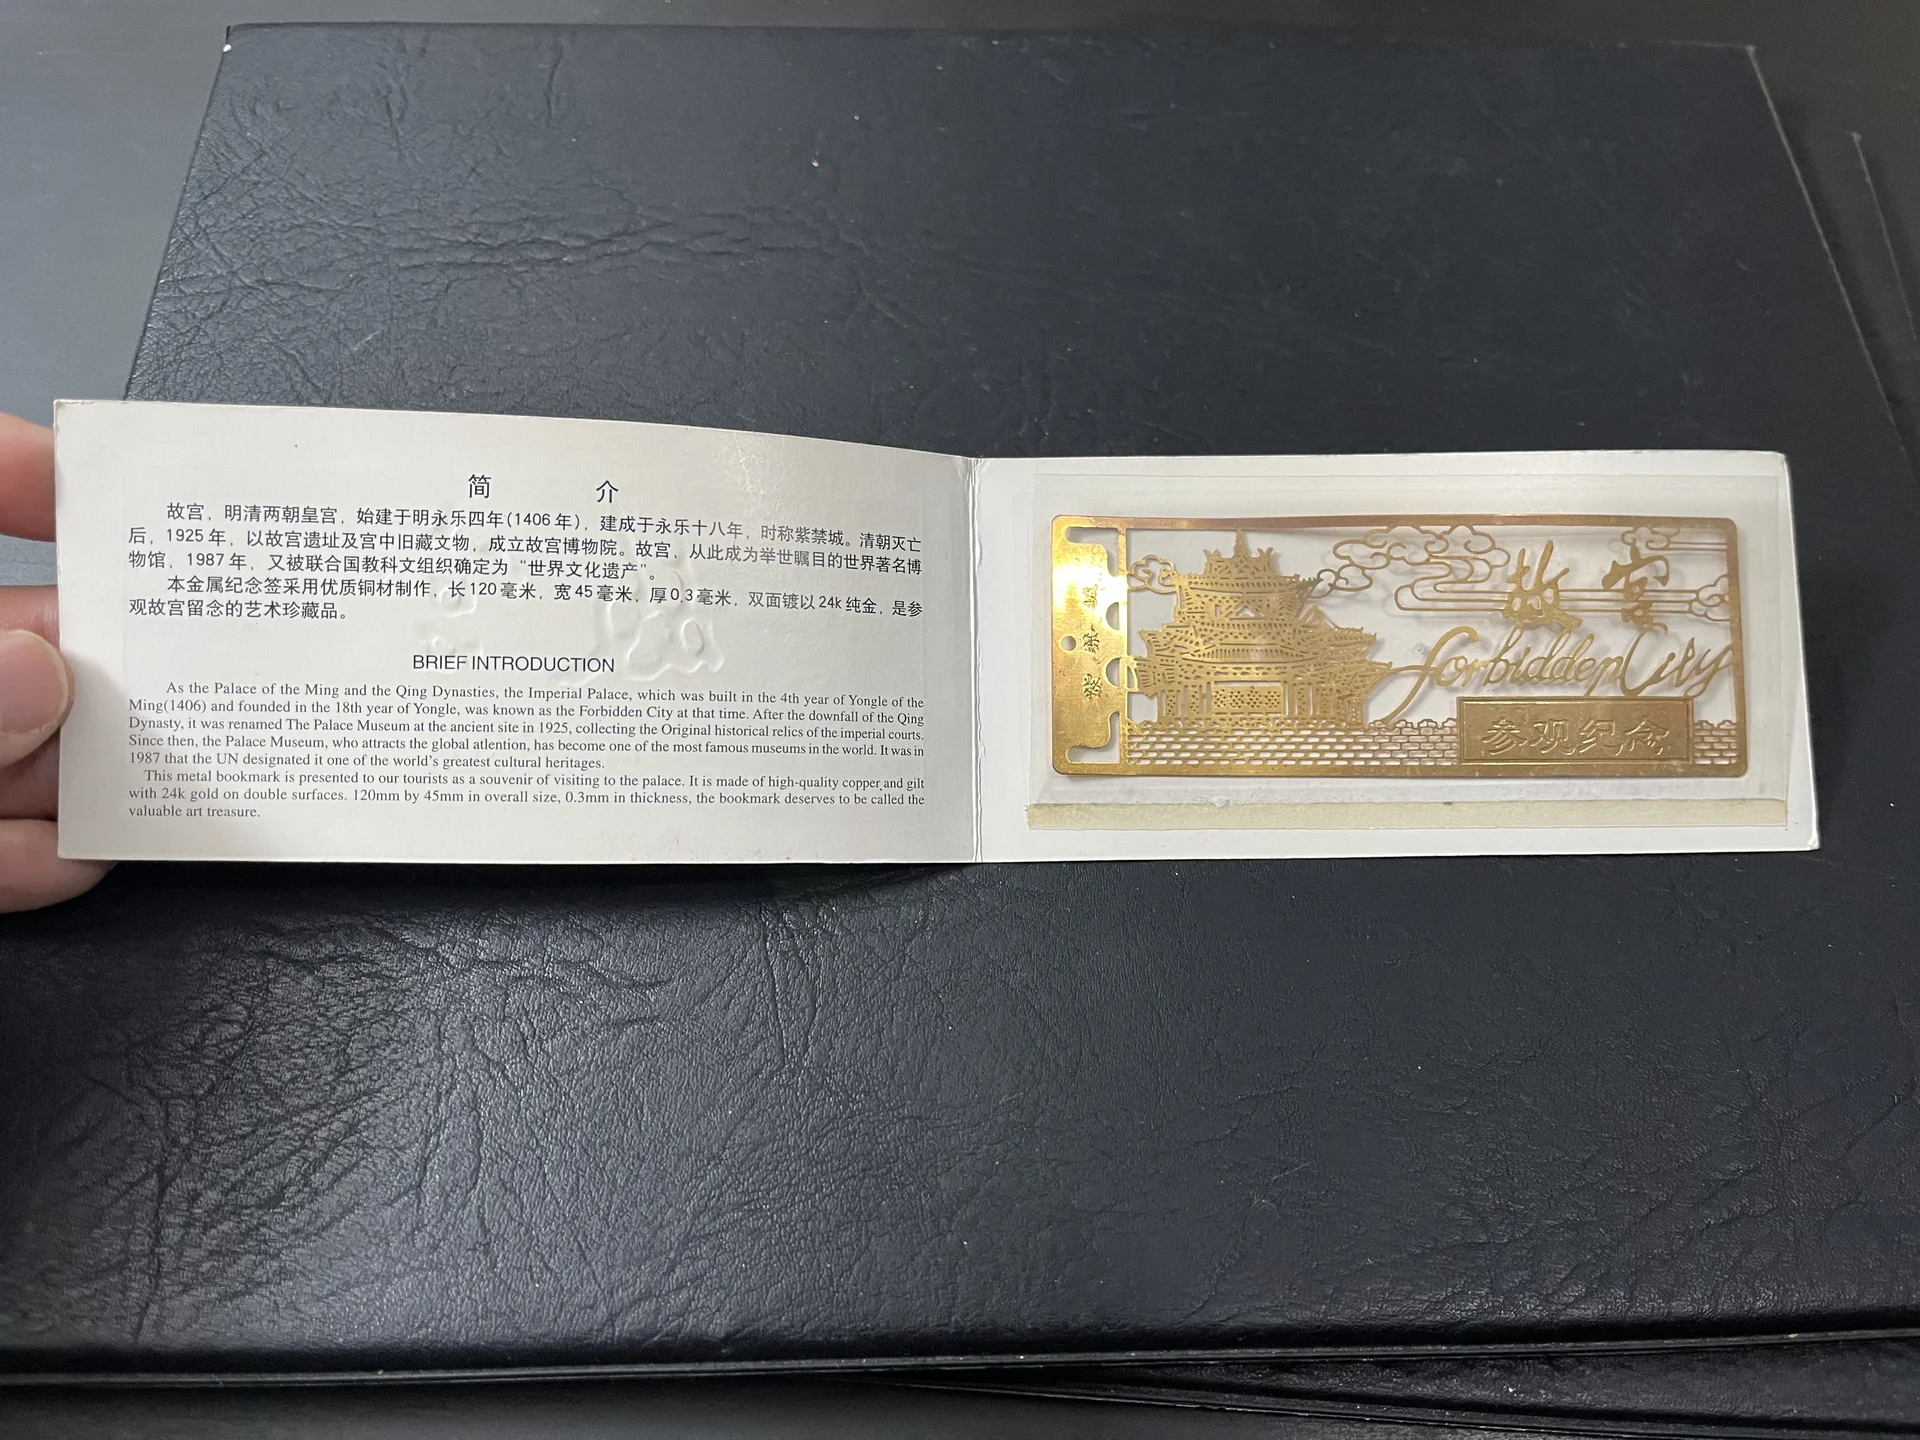 简 介
故宫，明清两朝皇宫，始建于明永乐四年(1406年)，建成于永乐十八年，时称紫禁城。清朝灭亡
后，1925年，以故宫遗址及宫中旧藏文物，成立故宫博物院。故宫，从此成为举世瞩目的世界著名博
物馆，1987年，又被联合国教科文组织确定为“世界文化遗产”。
本金属纪念签采用优质铜材制作，长120毫米，宽45毫米，厚0.3毫米，双面镀以24k纯金，是参
观故宫留念的艺术珍藏品。
BRIEF INTRODUCTION
As the Palace of the Ming and the Qing Dynasties, the Imperial Palace, which was built in the 4th year of Yongle of the
Ming(1406) and founded in the 18th year of Yongle, was known as the Forbidden City at that time. After the downfall of the Qing
Dynasty, it was renamed The Palace Museum at the ancient site in 1925, collecting the Original historical relics of the imperial courts.
Since then, the Palace Museum, who attracts the global atlention, has become one of the most famous museums in the world. It was in
1987 that the UN designated it one of the world's greatest cultural heritages.
This metal bookmark is presented to our tourists as a souvenir of visiting to the palace. It is made of high-quality copper and gilt
with 24k gold on double surfaces. 120mm by 45mm in overall size, 0.3mm in thickness, the bookmark deserves to be called the
valuable art treasure.
故宫
forbidden City
参观纪念